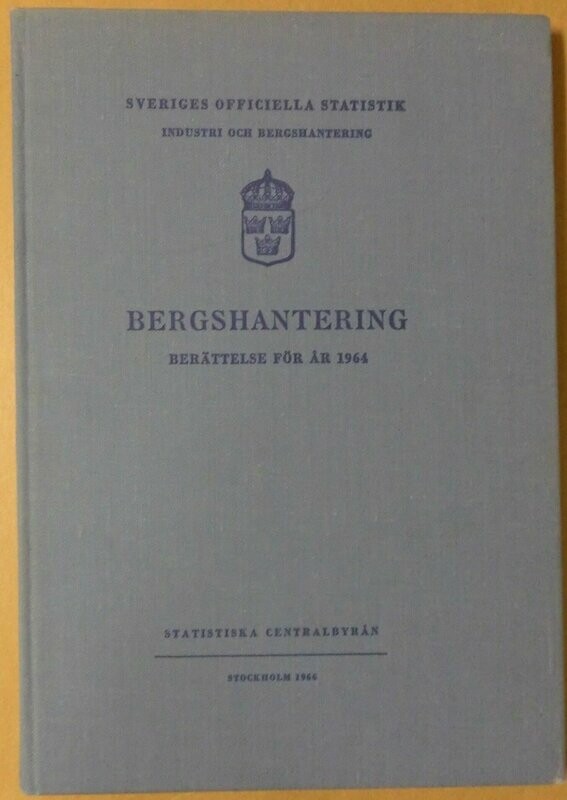 SVERIGES OFFICIELLA STATISTIK
INDUSTRI OCH BERGSHANTERING
BERGSHANTERING
BERÄTTELSE FÖR ÅR 1964
STATISTISKA CENTRALBYRÅN
STOCKHOLM 1966